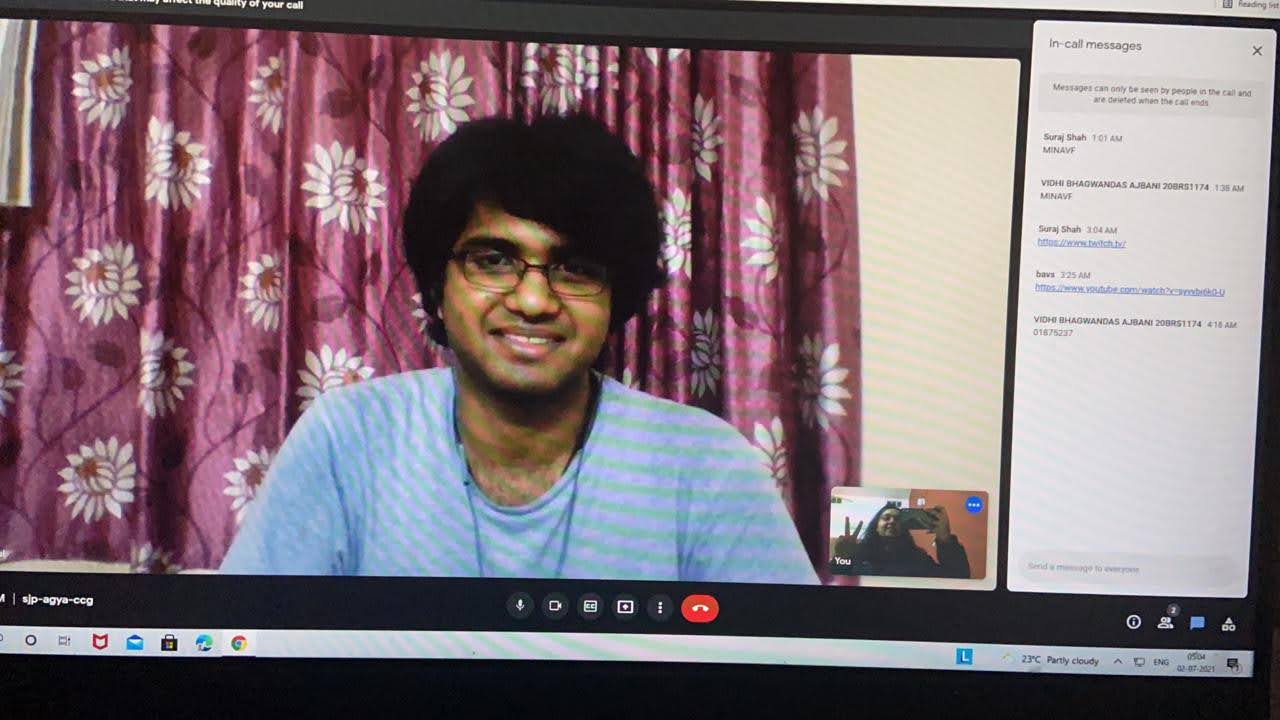 that may affect the quality of your call
Reading list
In-call messages
Messages can only be seen by people in the call and
are deleted when the call ends
Suraj Shah 1:01 AM
MINAVF
VIDHI BHAGWANDAS AJBANI 20BRS1174 1:38 AM
MINAVF
Suraj Shah 3:04 AM
https://www.twitch.tv/
bavs 3:25 AM
https://www.youtube.com/watch?v=
VIDHI BHAGWANDAS AJBANI 20BRS1174 4:18 AM
01875237
You
Send a message to everyone
M | sjp-agya-ccg
2
L
23°C Partly cloudy
ENG
05:04
02-07-2021